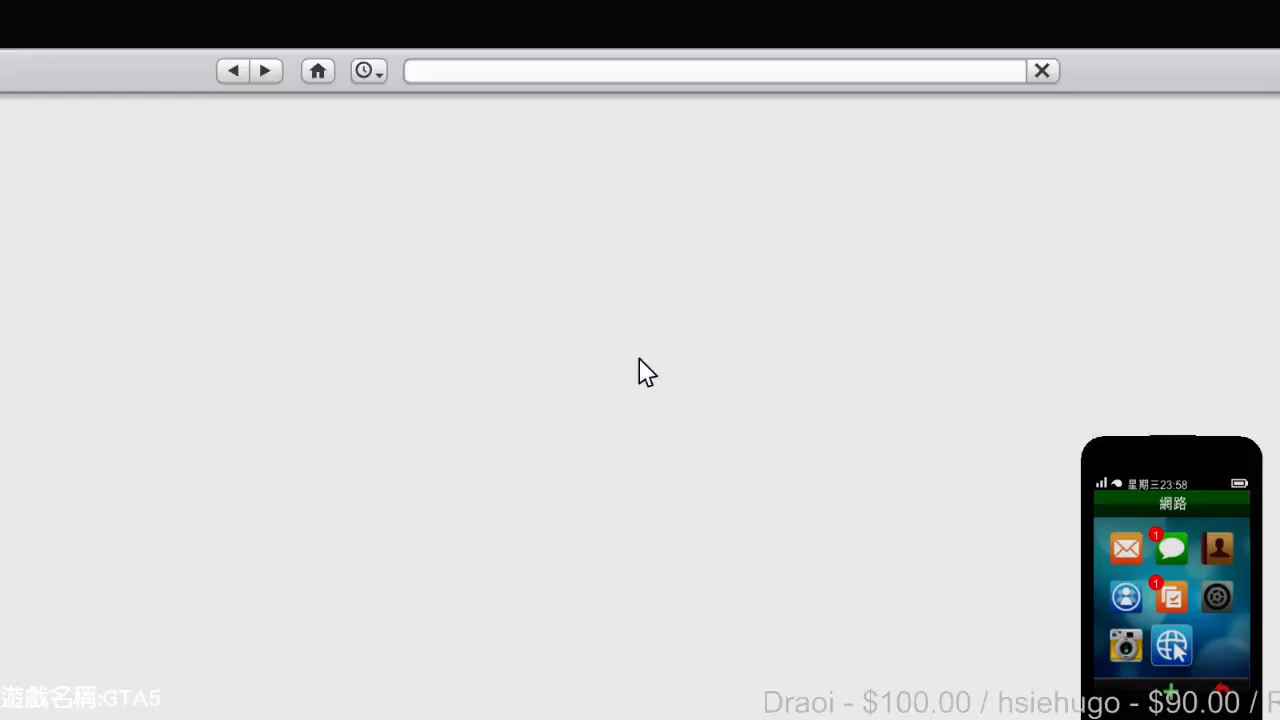 星期三23:58
網路
1
1
遊戲名稱:GTA5
Draoi - $100.00 / hsiehugo - $90.00 /